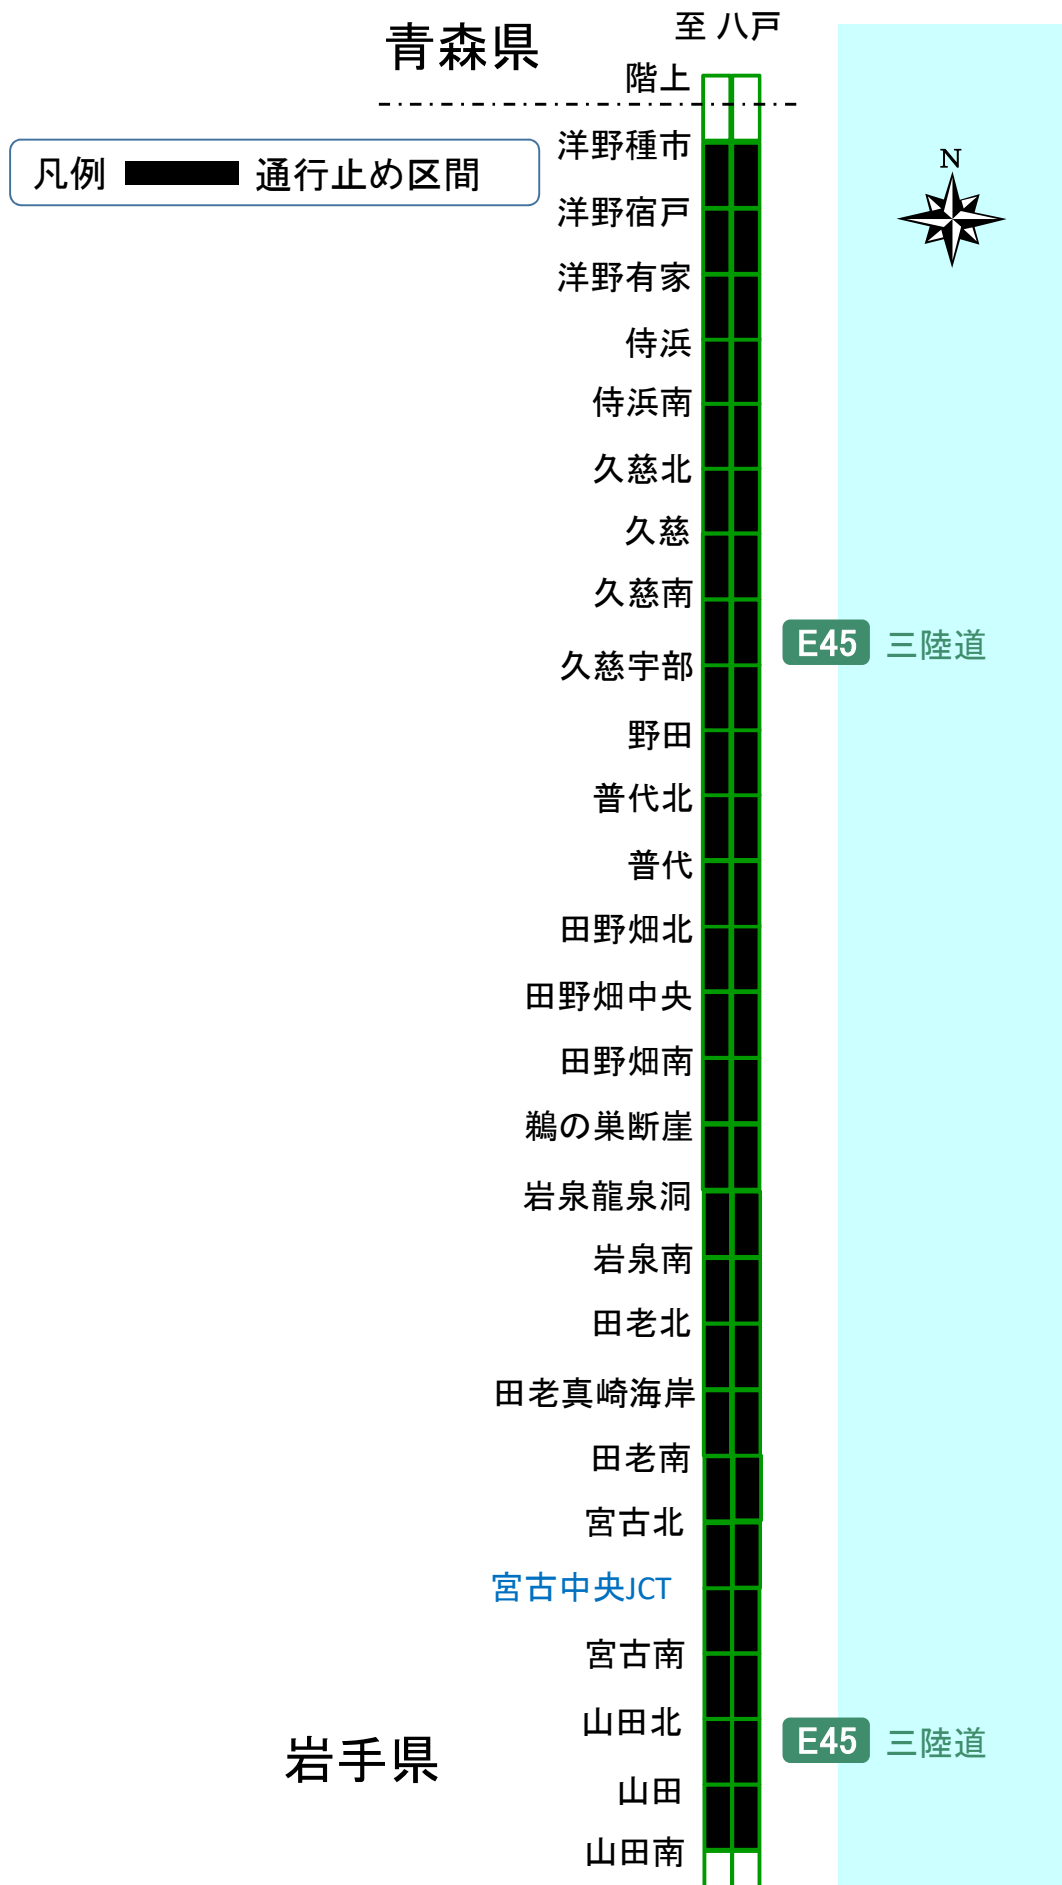 至 八戸
青森県
階上
洋野種市
凡例 通行止め区間
N
洋野宿戸
洋野有家
侍浜
侍浜南
久慈北
久慈
久慈南
E45 三陸道
久慈宇部
野田
普代北
普代
田野畑北
田野畑中央
田野畑南
鵜の巣断崖
岩泉龍泉洞
岩泉南
田老北
田老真崎海岸
田老南
宮古北
宮古中央JCT
宮古南
山田北
E45 三陸道
岩手県
山田
山田南